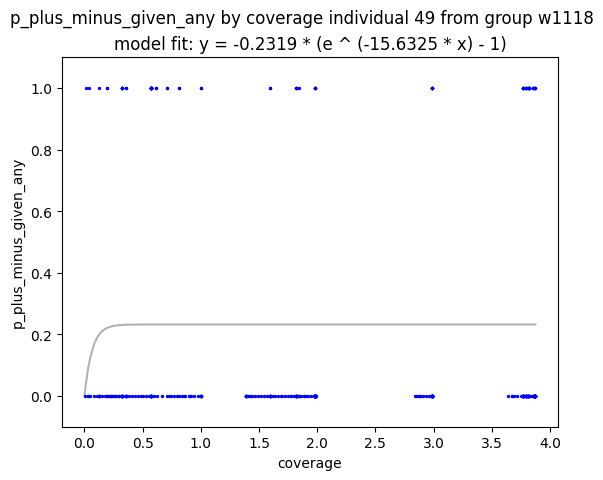 p_plus_minus_given_any by coverage individual 49 from group w1118
model fit: y = -0.2319 * (e ^ (-15.6325 * x) - 1)
1.0
0.8
0.6
0.4
0.2
0.0
p_plus_minus_given_any
0.0 0.5 1.0 1.5 2.0 2.5 3.0 3.5 4.0
coverage